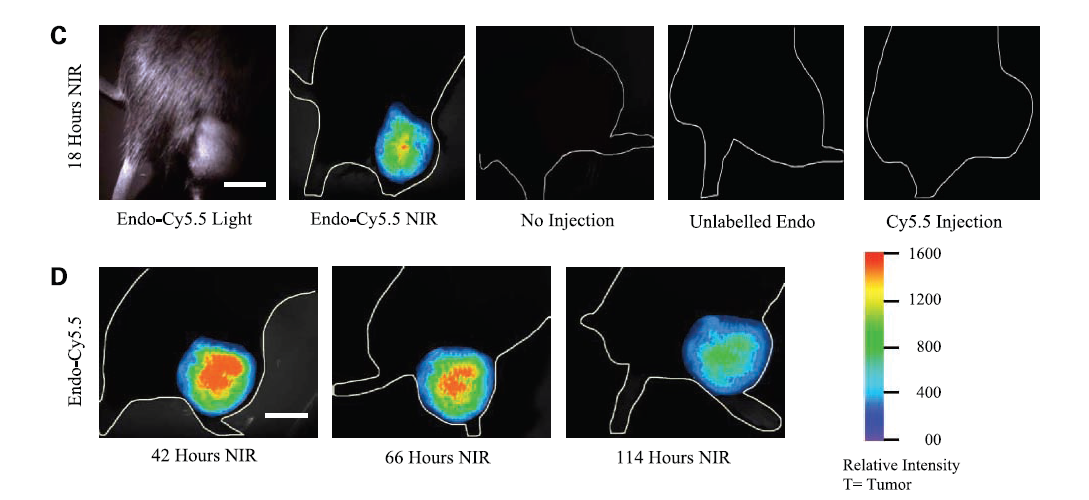 C
18 Hours NIR
Endo-Cy5.5 Light
Endo-Cy5.5 NIR
No Injection
Unlabelled Endo
Cy5.5 Injection
D
Endo-Cy5.5
42 Hours NIR
66 Hours NIR
114 Hours NIR
1600
1200
800
400
00
Relative Intensity
T= Tumor